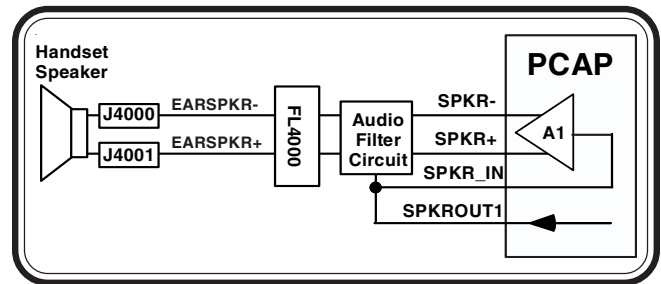 Handset
Speaker
PCAP
J4000
EARSPKR-
FL4000
SPKR-
Audio
Filter
Circuit
A1
J4001
EARSPKR+
SPKR+
SPKR_IN
SPKROUT1